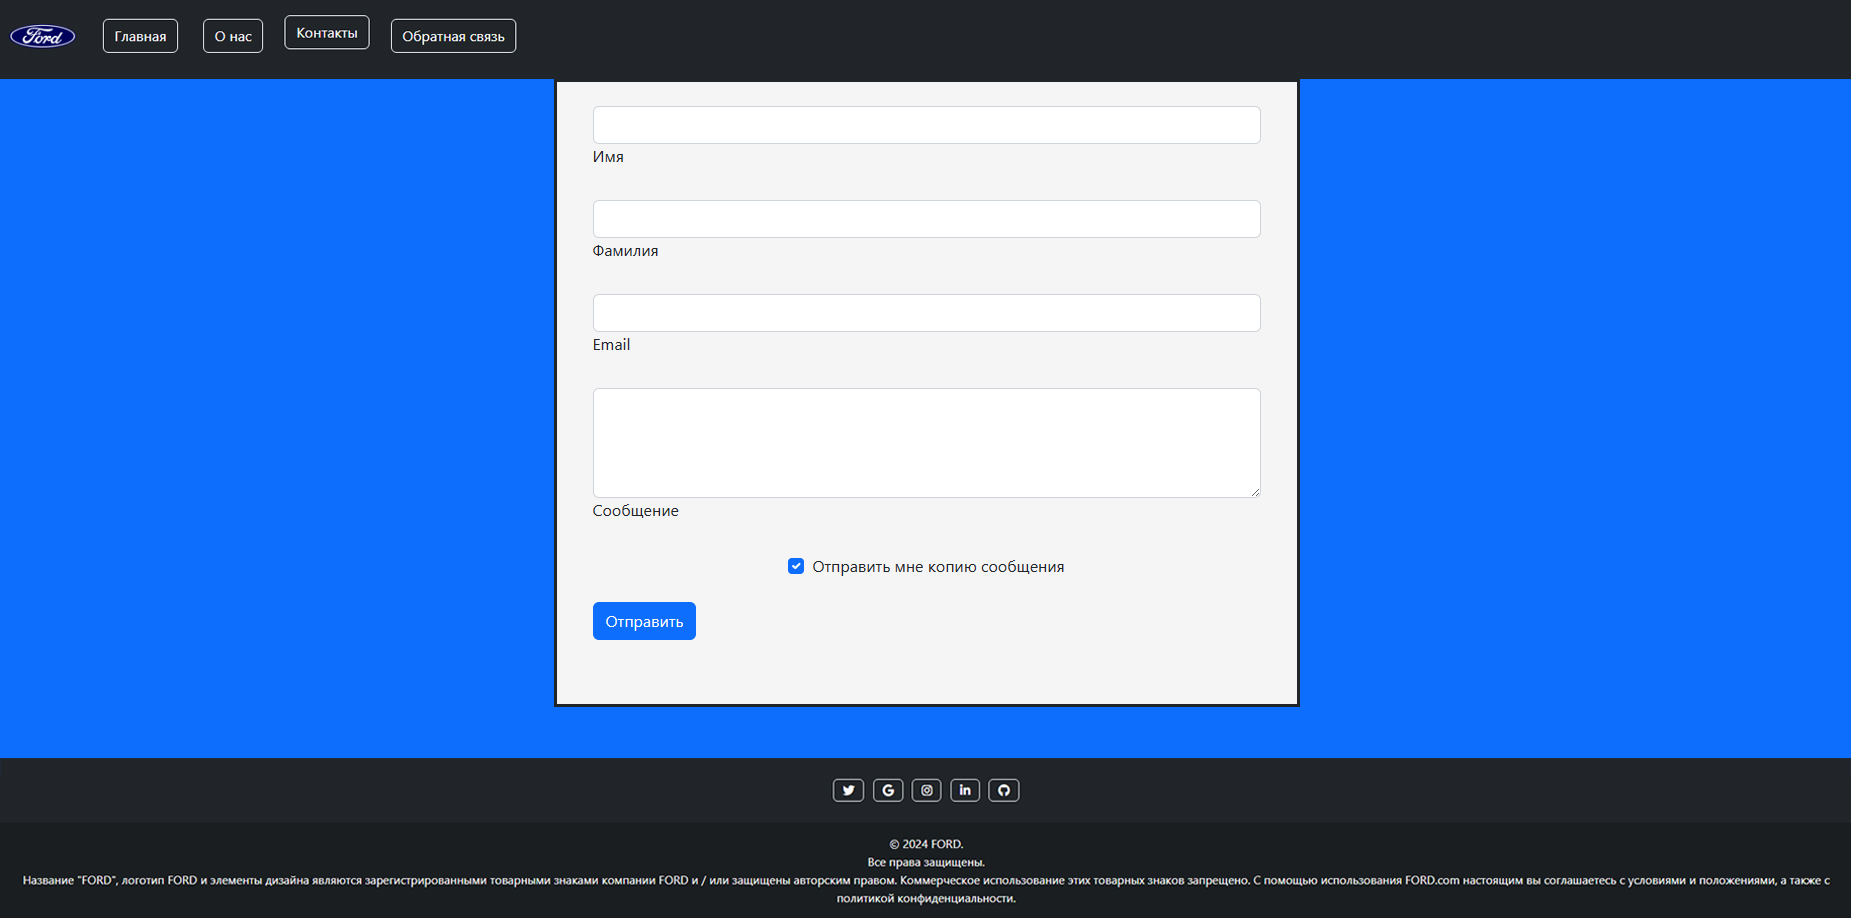 Ford Главная О нас Контакты Обратная связь
Имя
Фамилия
Email
Сообщение
Отправить мне копию сообщения
Отправить
© 2024 FORD.
Все права защищены.
Название "FORD", логотип FORD и элементы дизайна являются зарегистрированными товарными знаками компании FORD и / или защищены авторским правом. Коммерческое использование этих товарных знаков запрещено. С помощью использования FORD.com настоящим вы соглашаетесь с условиями и положениями, а также с
политикой конфиденциальности.